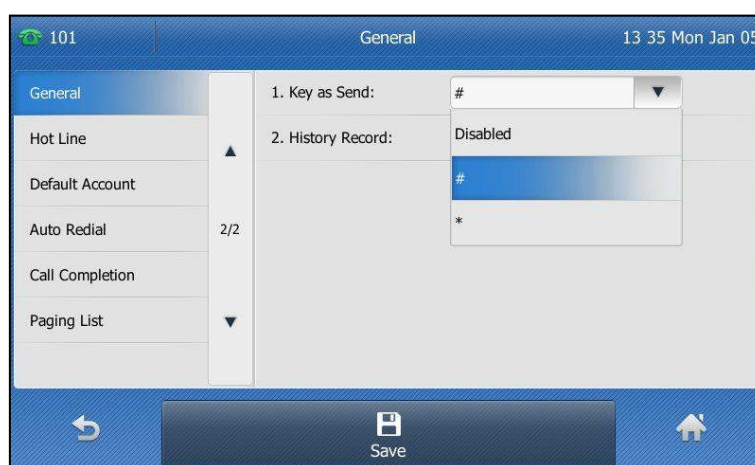 101 General 13 35 Mon Jan 05
General
Hot Line
Default Account
Auto Redial
Call Completion
Paging List
2/2
1. Key as Send: #
2. History Record:
Disabled
#
*
Save